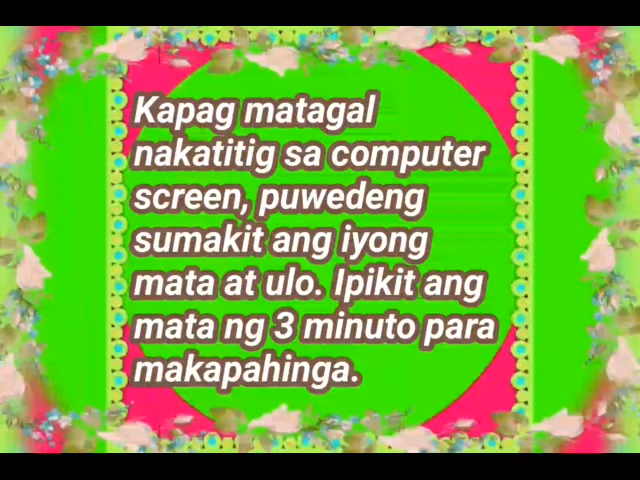 Kapag matagal
nakatitig sa computer
screen, puwedeng
sumakit ang iyong
mata at ulo. Ipikit ang
mata ng 3 minuto para
makapahinga.